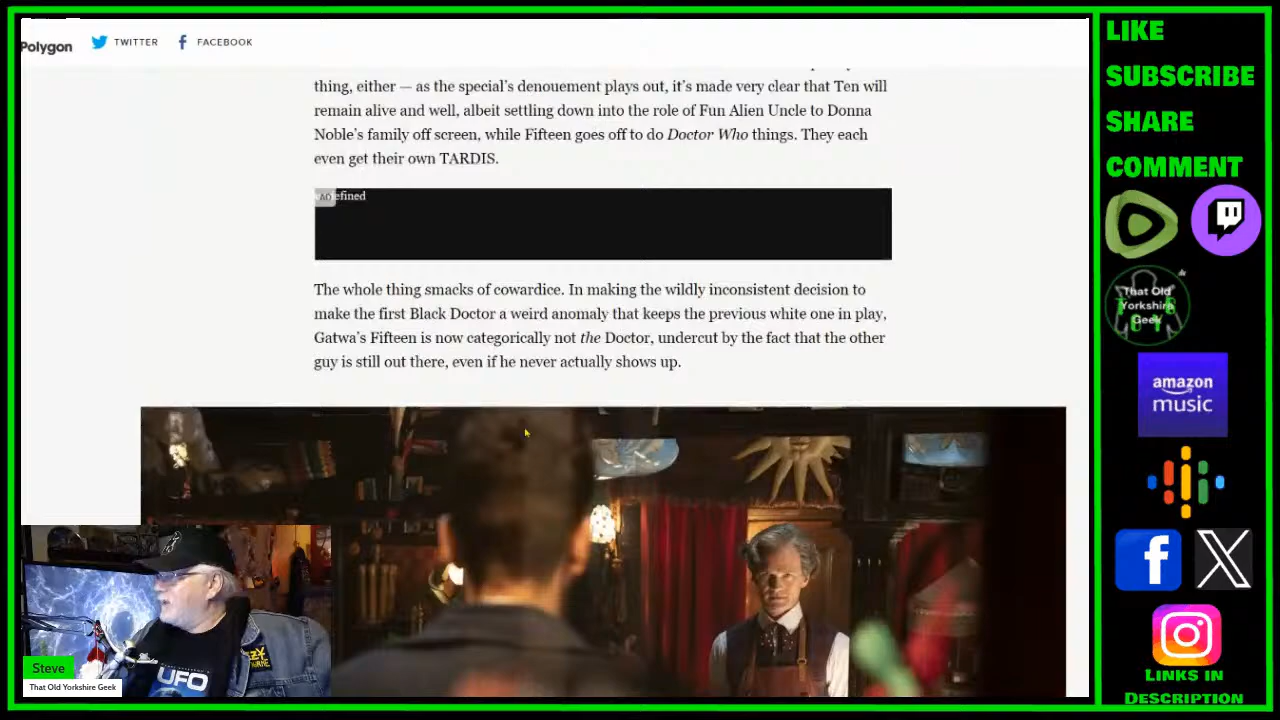 Polygon
TWITTER
FACEBOOK
thing, either — as the special's denouement plays out, it's made very clear that Ten will
remain alive and well, albeit settling down into the role of Fun Alien Uncle to Donna
Noble's family off screen, while Fifteen goes off to do Doctor Who things. They each
even get their own TARDIS.
AD
efined
The whole thing smacks of cowardice. In making the wildly inconsistent decision to
make the first Black Doctor a weird anomaly that keeps the previous white one in play,
Gatwa's Fifteen is now categorically not the Doctor, undercut by the fact that the other
guy is still out there, even if he never actually shows up.
UFO
Steve
That Old Yorkshire Geek
LIKE
SUBSCRIBE
SHARE
COMMENT
That Old
Yorkshire
Geek
amazon
music
LINKS IN
DESCRIPTION